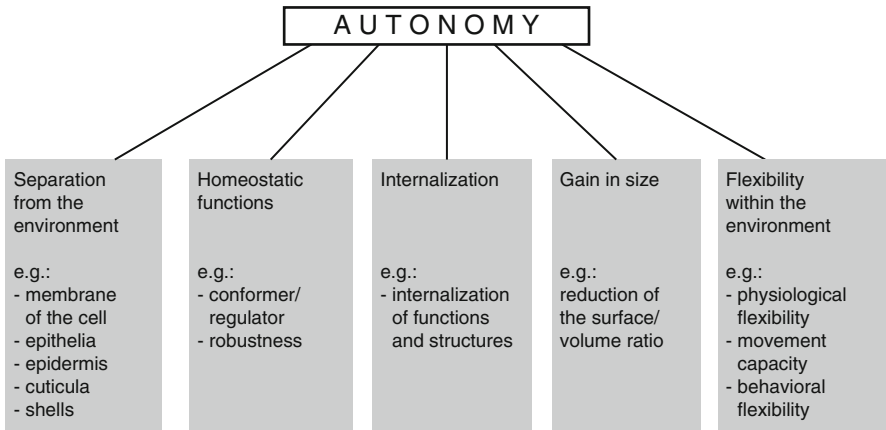 AUTONOMY
Separation
from the
environment
e.g.:
- membrane
of the cell
- epithelia
- epidermis
- cuticula
- shells
Homeostatic
functions
e.g.:
- conformer/
regulator
- robustness
Internalization
e.g.:
- internalization
of functions
and structures
Gain in size
e.g.:
reduction of
the surface/
volume ratio
Flexibility
within the
environment
e.g.:
- physiological
flexibility
- movement
capacity
- behavioral
flexibility